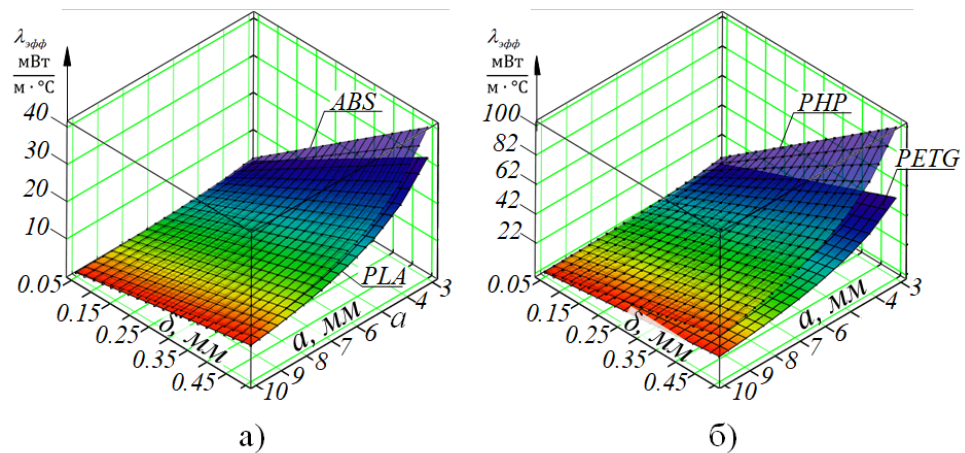 λэфф
мВт
м · °С
40
30
20
10
0.05
0.15
0.25
0.35
0.45
δ, мм
10
9
8
7
6
a
4
3
a, мм
ABS
PLA
а)
λэфф
мВт
м · °С
100
82
62
42
22
0.05
0.15
0.25
0.35
0.45
δ, мм
10
9
8
7
6
4
3
a, мм
PHP
PETG
б)